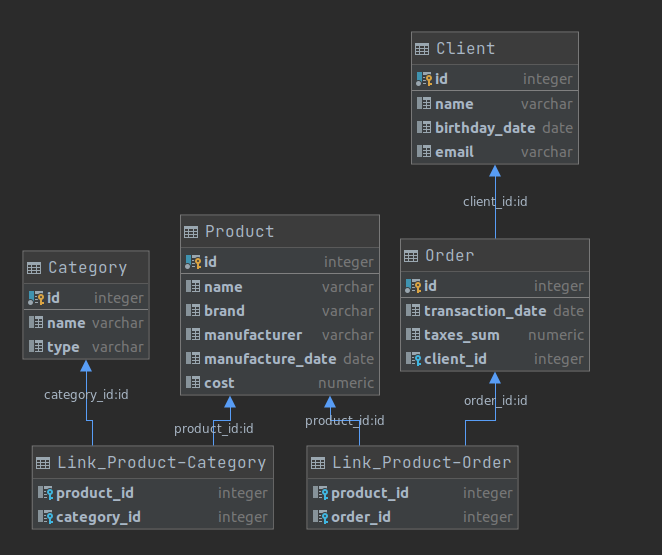 Client
id integer
name varchar
birthday_date date
email varchar
client_id:id
Product
id integer
name varchar
brand varchar
manufacturer varchar
manufacture_date date
cost numeric
Order
id integer
transaction_date date
taxes_sum numeric
client_id integer
Category
id integer
name varchar
type varchar
category_id:id
product_id:id
product_id:id
order_id:id
Link_Product-Category
product_id integer
category_id integer
Link_Product-Order
product_id integer
order_id integer